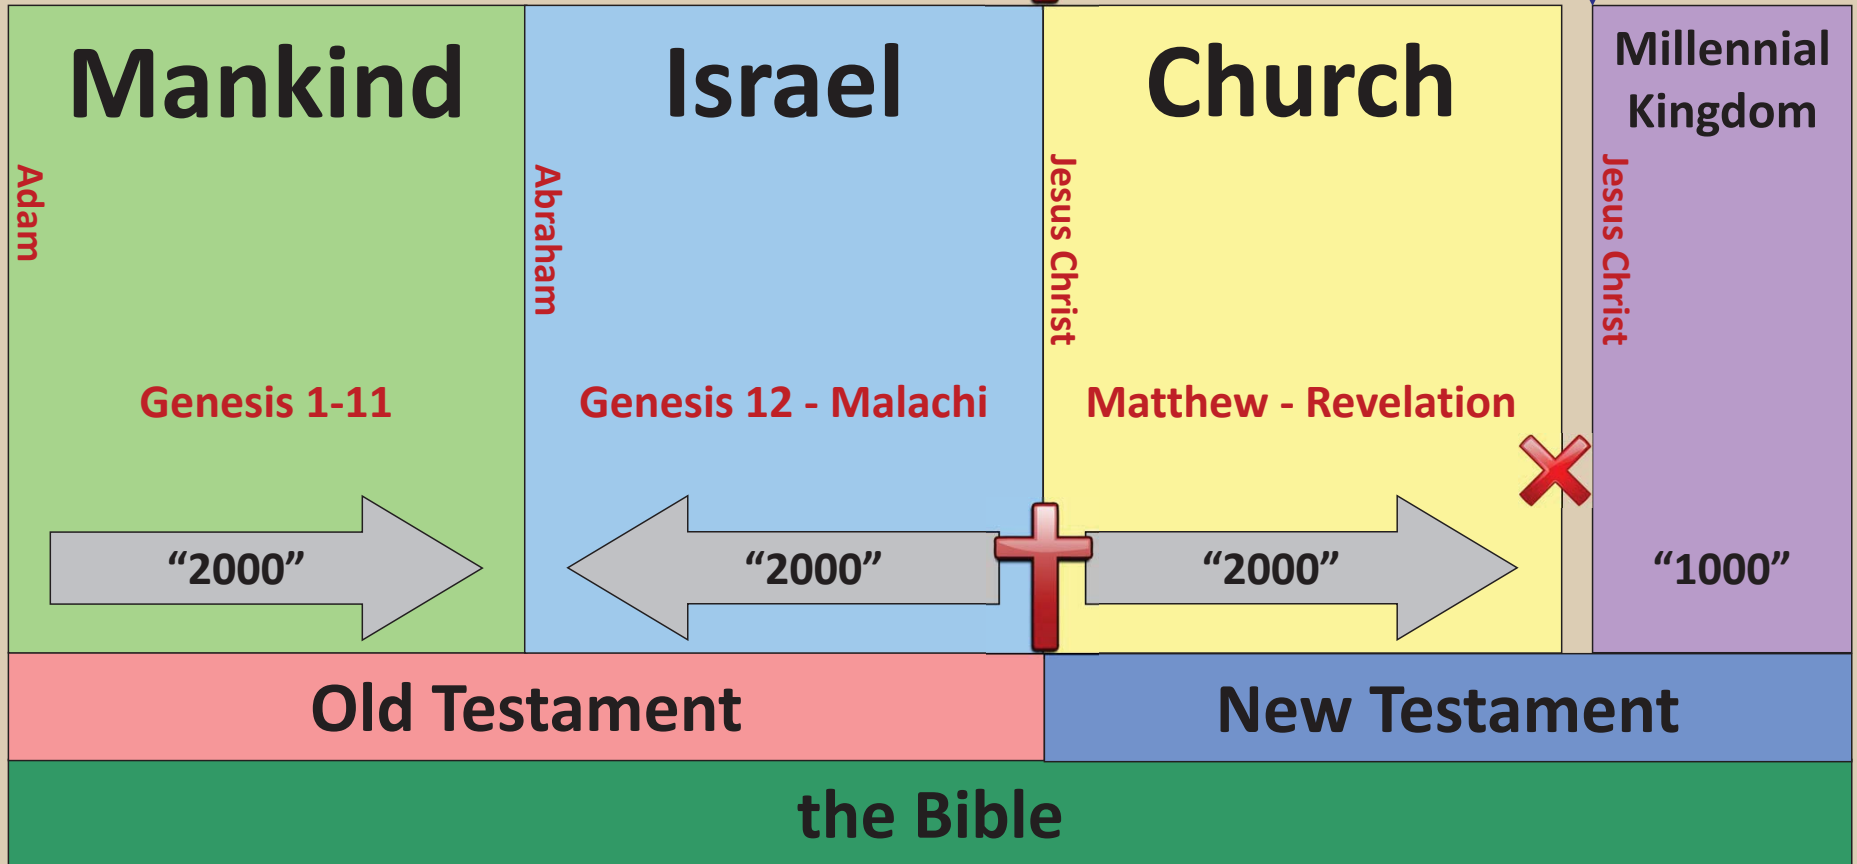 Mankind
Israel
Church
Millennial
Kingdom
Adam
Abraham
Jesus Christ
Jesus Christ
Genesis 1-11
Genesis 12 - Malachi
Matthew - Revelation
“2000”
“2000”
“2000”
“1000”
Old Testament
New Testament
the Bible